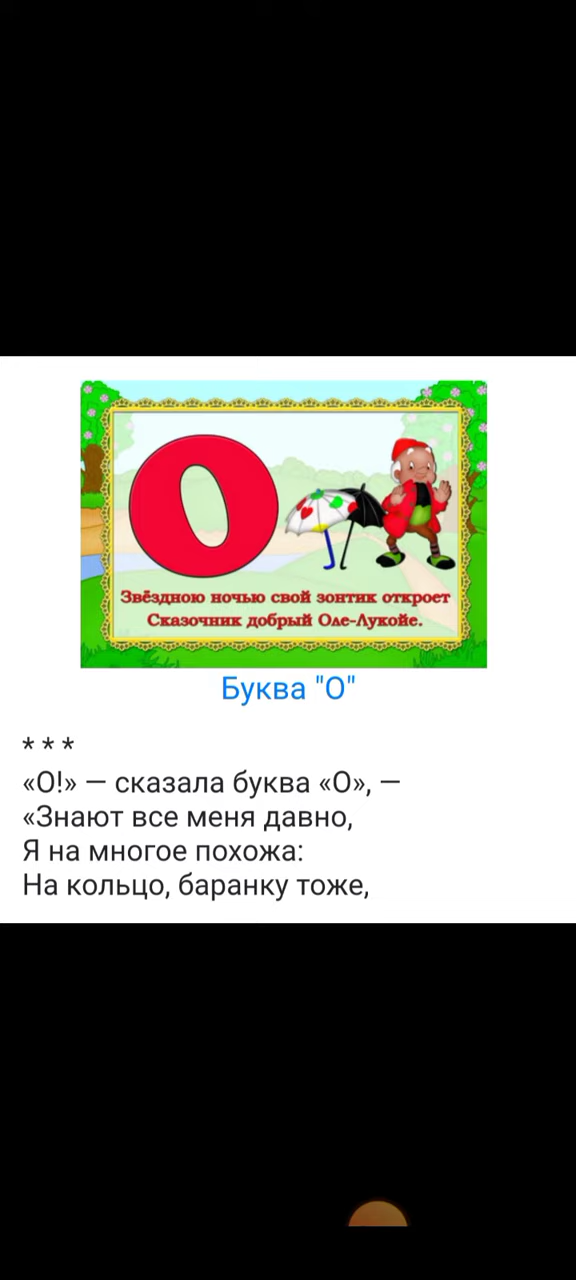 О
Звёздною ночью свой зонтик откроет
Сказочник добрый Оле-Лукойе.
Буква "О"
* * *
«О!» — сказала буква «О», —
«Знают все меня давно,
Я на многое похожа:
На кольцо, баранку тоже,